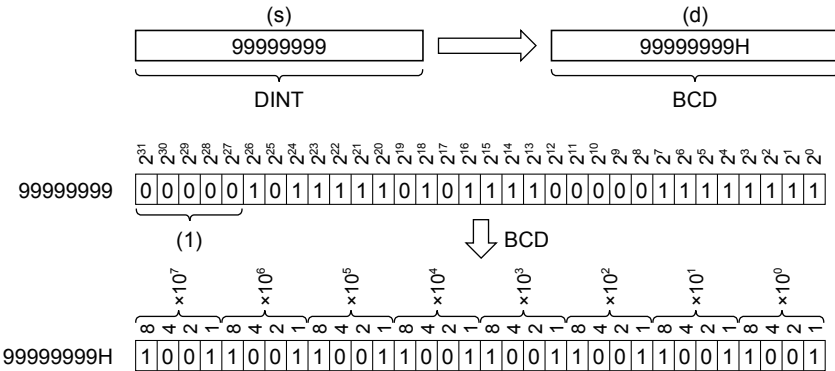 (s) (d)
99999999 99999999H
DINT BCD
2³¹ 2³⁰ 2²⁹ 2²⁸ 2²⁷ 2²⁶ 2²⁵ 2²⁴ 2²³ 2²² 2²¹ 2²⁰ 2¹⁹ 2¹⁸ 2¹⁷ 2¹⁶ 2¹⁵ 2¹⁴ 2¹³ 2¹² 2¹¹ 2¹⁰ 2⁹ 2⁸ 2⁷ 2⁶ 2⁵ 2⁴ 2³ 2² 2¹ 2⁰
99999999 0 0 0 0 0 1 0 1 1 1 1 1 0 1 0 1 1 1 1 0 0 0 0 0 1 1 1 1 1 1 1 1
(1) BCD
×10⁷ ×10⁶ ×10⁵ ×10⁴ ×10³ ×10² ×10¹ ×10⁰
8 4 2 1 8 4 2 1 8 4 2 1 8 4 2 1 8 4 2 1 8 4 2 1 8 4 2 1 8 4 2 1
99999999H 1 0 0 1 1 0 0 1 1 0 0 1 1 0 0 1 1 0 0 1 1 0 0 1 1 0 0 1 1 0 0 1